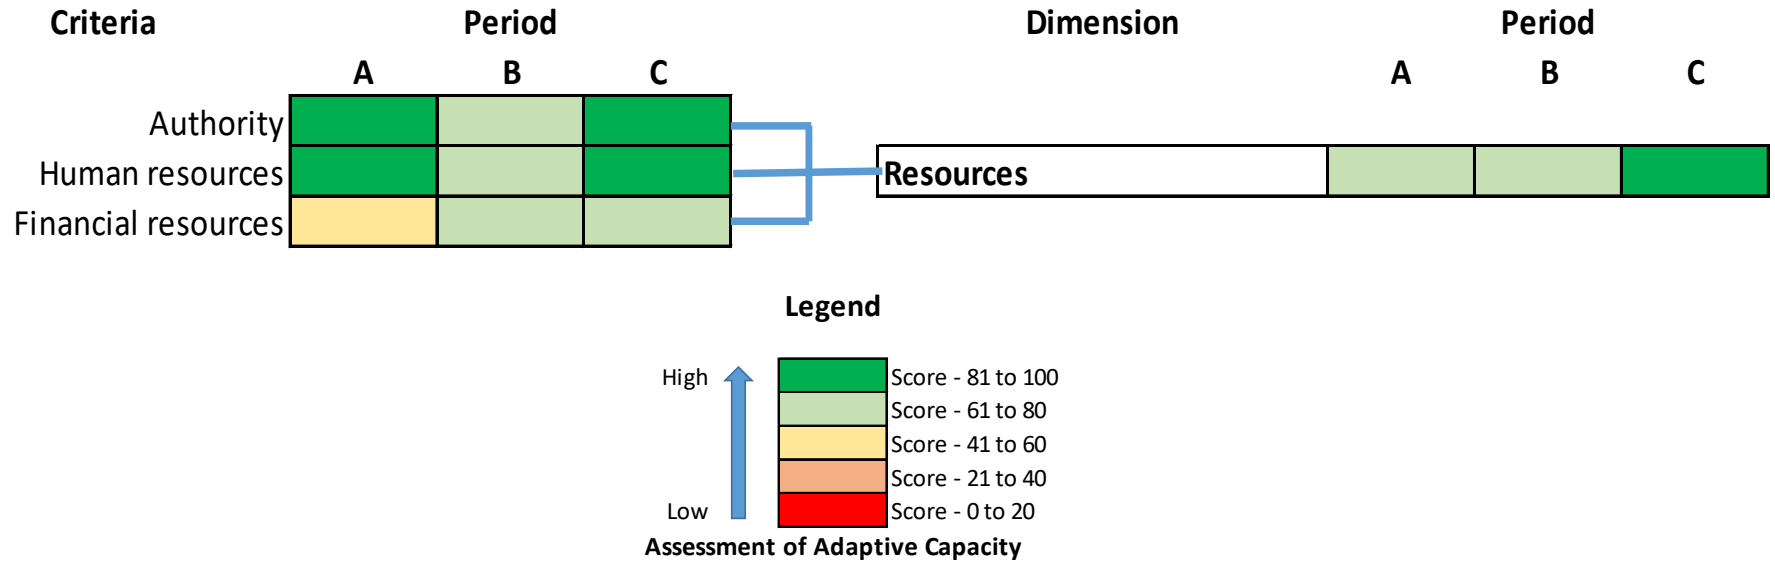 Criteria Period Dimension Period
A B C A B C
Authority
Human resources Resources
Financial resources
Legend
High Score - 81 to 100
Score - 61 to 80
Score - 41 to 60
Score - 21 to 40
Low Score - 0 to 20
Assessment of Adaptive Capacity